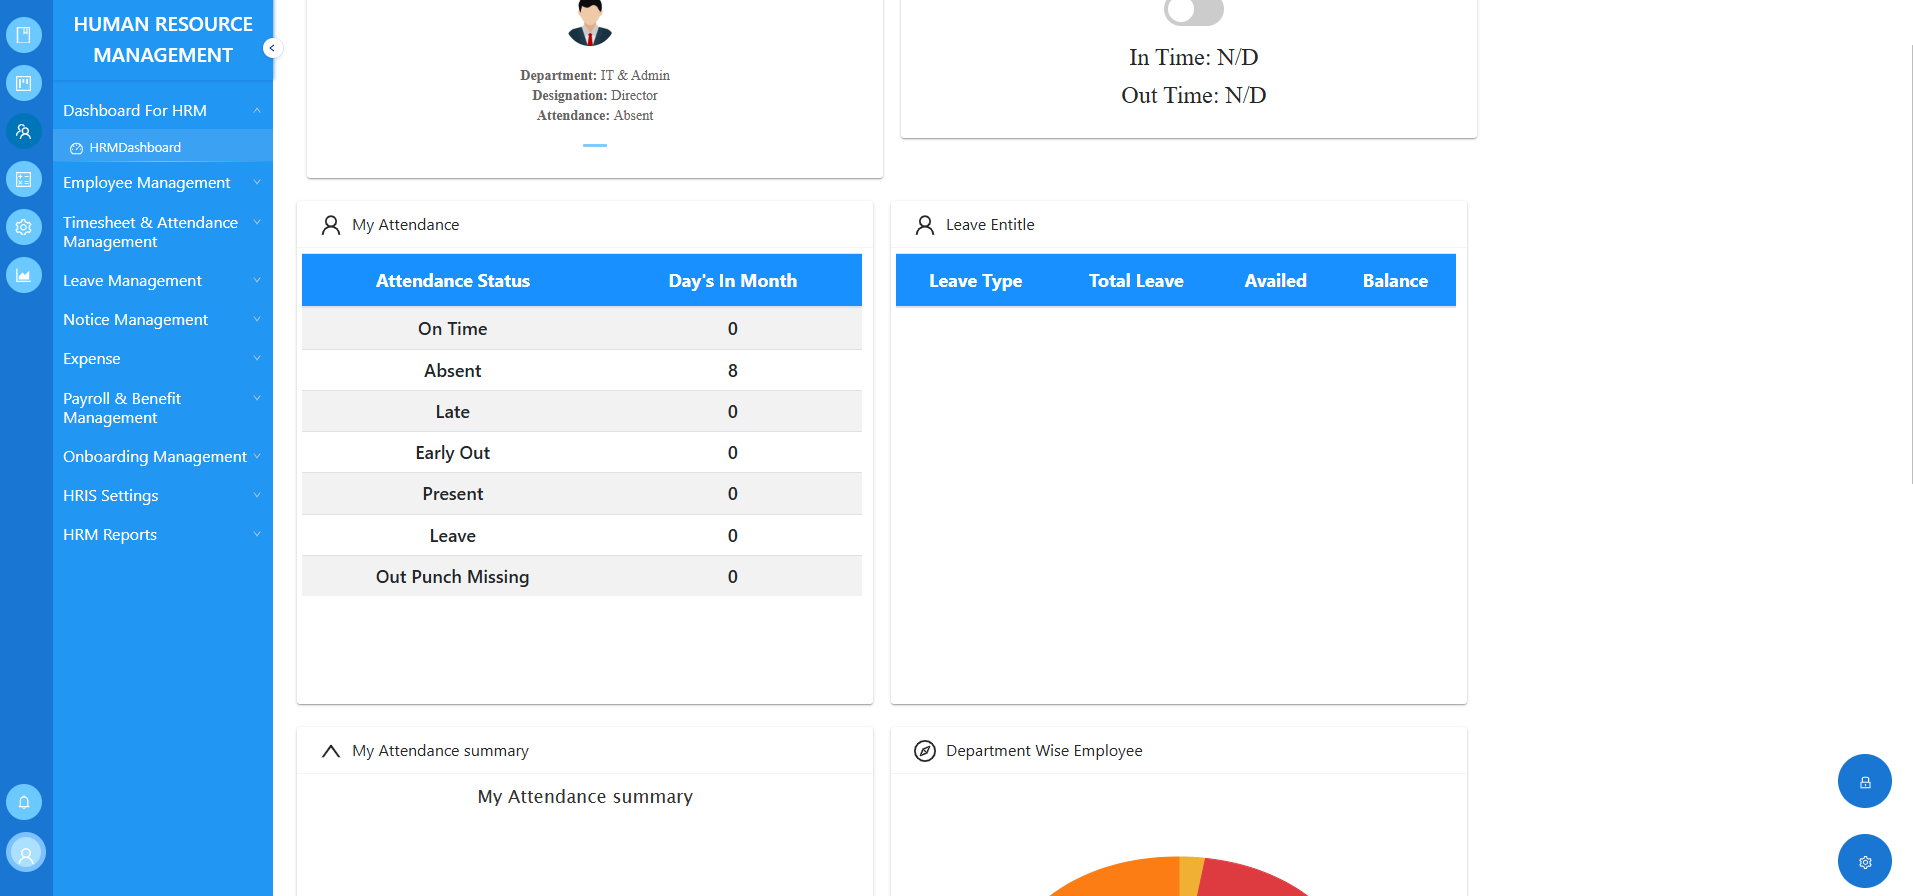 HUMAN RESOURCE
MANAGEMENT
Dashboard For HRM
HRMDashboard
Employee Management
Timesheet & Attendance
Management
Leave Management
Notice Management
Expense
Payroll & Benefit
Management
Onboarding Management
HRIS Settings
HRM Reports
Department: IT & Admin
Designation: Director
Attendance: Absent
In Time: N/D
Out Time: N/D
My Attendance
Attendance Status Day's In Month
On Time 0
Absent 8
Late 0
Early Out 0
Present 0
Leave 0
Out Punch Missing 0
Leave Entitle
Leave Type Total Leave Availed Balance
My Attendance summary
My Attendance summary
Department Wise Employee